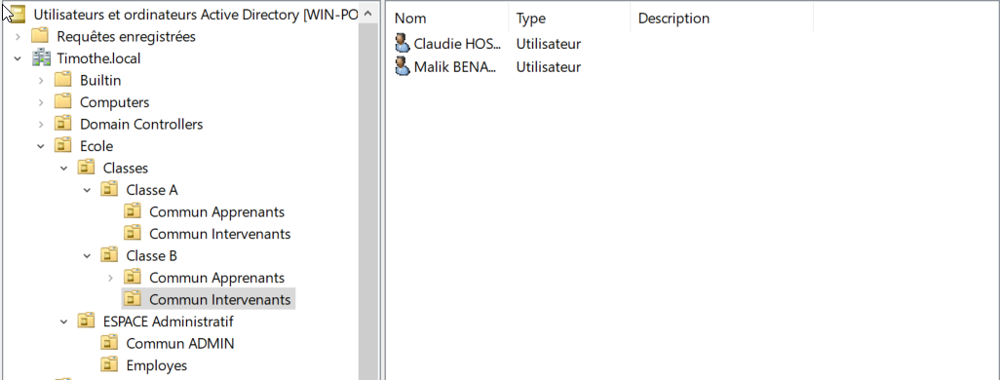 Utilisateurs et ordinateurs Active Directory [WIN-PO
Requêtes enregistrées
Timothe.local
Builtin
Computers
Domain Controllers
Ecole
Classes
Classe A
Commun Apprenants
Commun Intervenants
Classe B
Commun Apprenants
Commun Intervenants
ESPACE Administratif
Commun ADMIN
Employes
Nom Type Description
Claudie HOS... Utilisateur
Malik BENA... Utilisateur